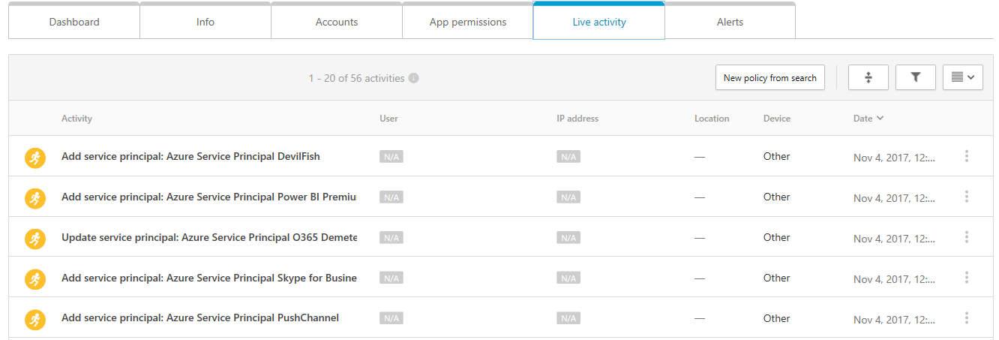 Dashboard Info Accounts App permissions Live activity Alerts
1 - 20 of 56 activities New policy from search
Activity User IP address Location Device Date
Add service principal: Azure Service Principal DevilFish N/A N/A — Other Nov 4, 2017, 12:...
Add service principal: Azure Service Principal Power BI Premiu N/A N/A — Other Nov 4, 2017, 12:...
Update service principal: Azure Service Principal O365 Demete N/A N/A — Other Nov 4, 2017, 12:...
Add service principal: Azure Service Principal Skype for Busine N/A N/A — Other Nov 4, 2017, 12:...
Add service principal: Azure Service Principal PushChannel N/A N/A — Other Nov 4, 2017, 12:...